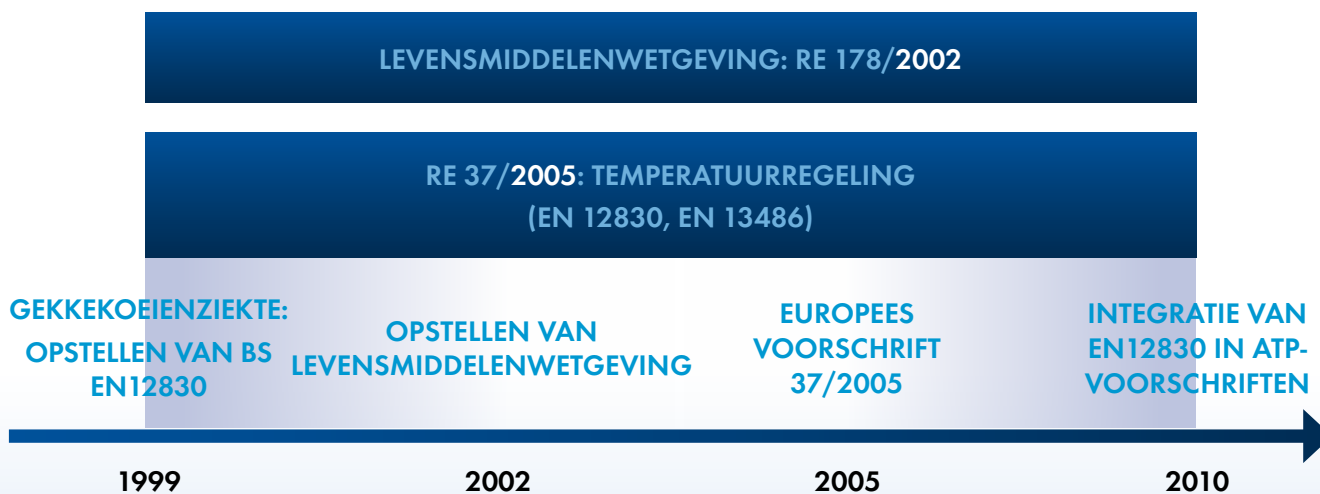 LEVENSMIDDELENWETGEVING: RE 178/2002
RE 37/2005: TEMPERATUURREGELING
(EN 12830, EN 13486)
GEKKEKOEIENZIEKTE:
OPSTELLEN VAN BS
EN12830
OPSTELLEN VAN
LEVENSMIDDELENWETGEVING
EUROPEES
VOORSCHRIFT
37/2005
INTEGRATIE VAN
EN12830 IN ATP-
VOORSCHRIFTEN
1999
2002
2005
2010